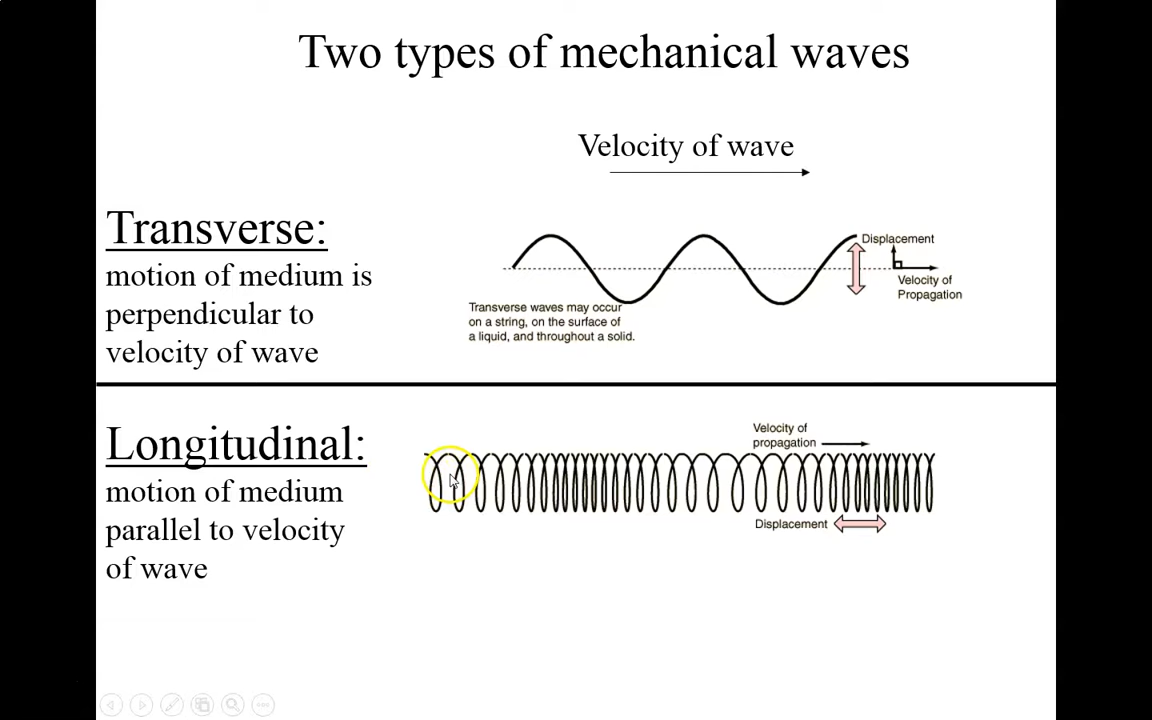 Two types of mechanical waves
Velocity of wave
Transverse:
motion of medium is
perpendicular to
velocity of wave
Displacement
Velocity of
Propagation
Transverse waves may occur
on a string, on the surface of
a liquid, and throughout a solid.
Longitudinal:
motion of medium
parallel to velocity
of wave
Velocity of
propagation
Displacement